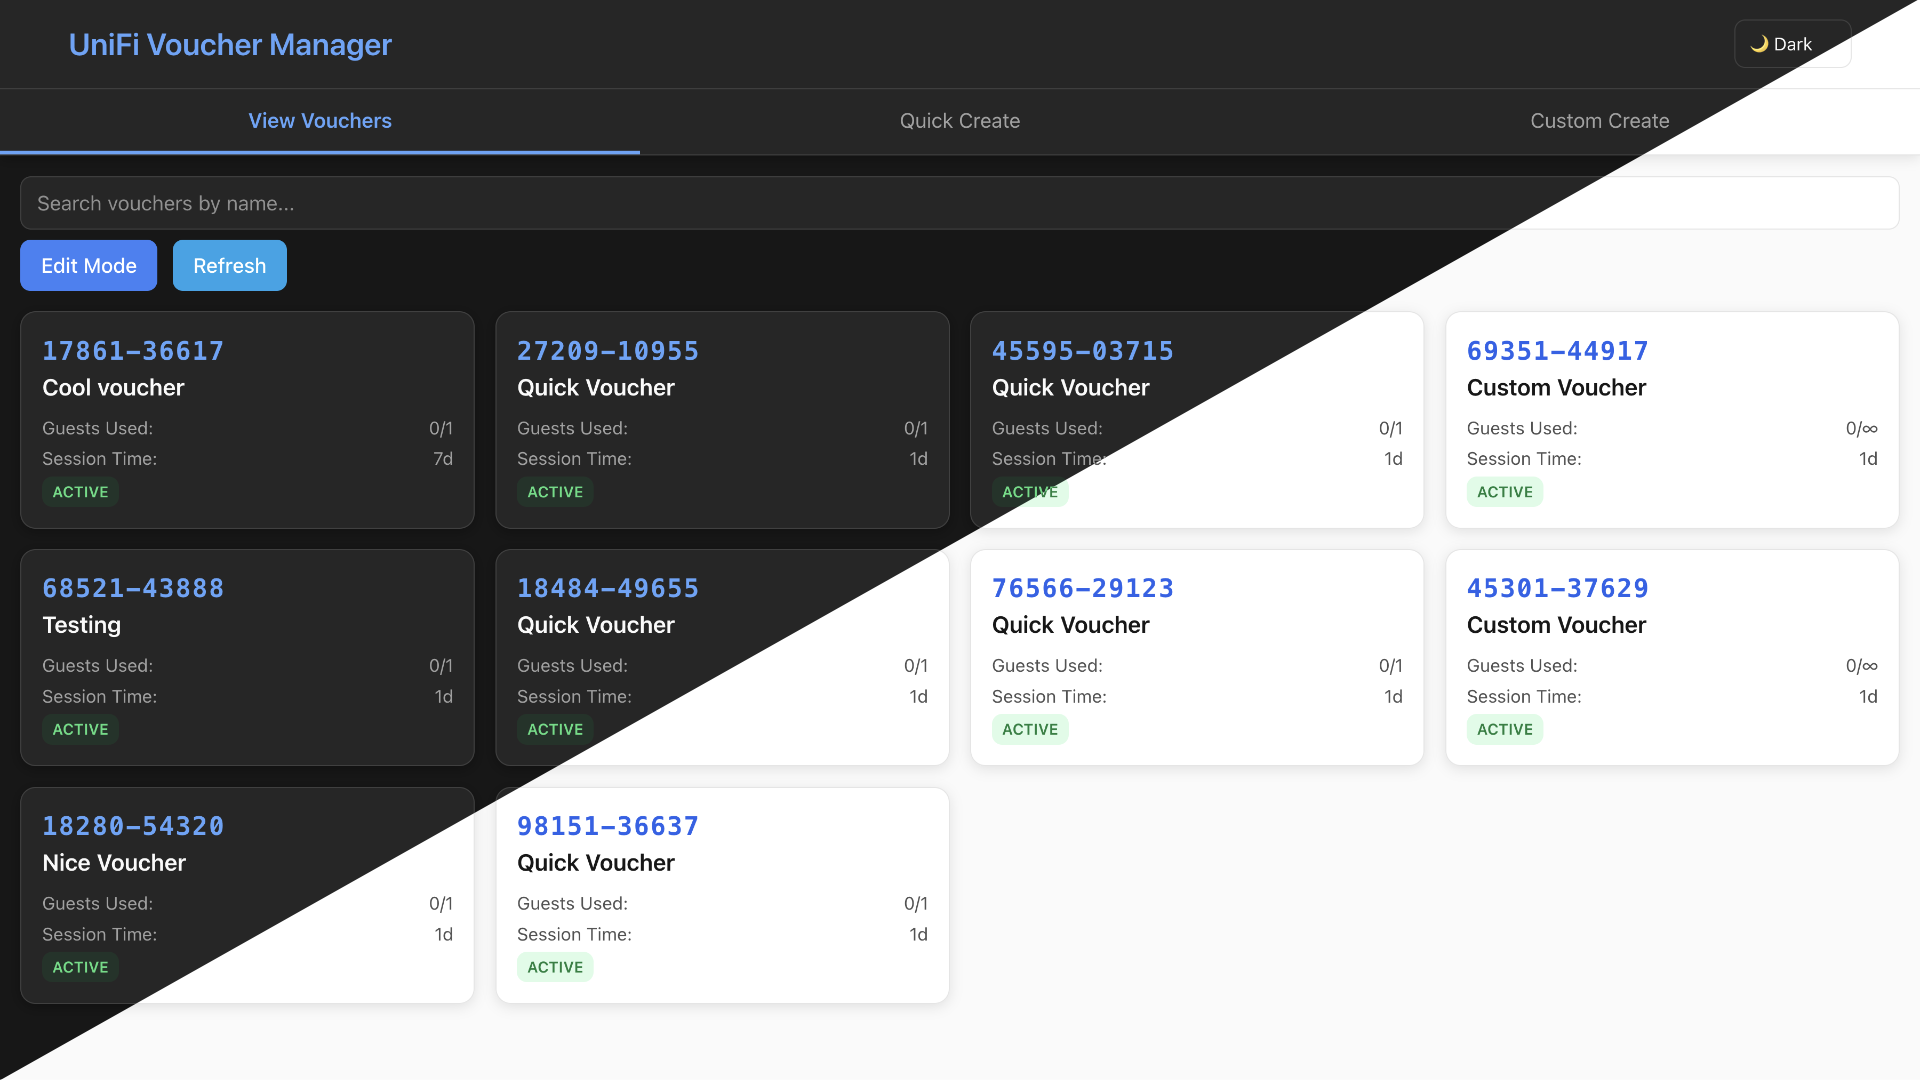 UniFi Voucher Manager
🌙 Dark
View Vouchers
Quick Create
Custom Create
Search vouchers by name...
Edit Mode
Refresh
17861-36617
Cool voucher
Guests Used: 0/1
Session Time: 7d
ACTIVE
27209-10955
Quick Voucher
Guests Used: 0/1
Session Time: 1d
ACTIVE
45595-03715
Quick Voucher
Guests Used: 0/1
Session Time: 1d
ACTIVE
69351-44917
Custom Voucher
Guests Used: 0/∞
Session Time: 1d
ACTIVE
68521-43888
Testing
Guests Used: 0/1
Session Time: 1d
ACTIVE
18484-49655
Quick Voucher
Guests Used: 0/1
Session Time: 1d
ACTIVE
76566-29123
Quick Voucher
Guests Used: 0/1
Session Time: 1d
ACTIVE
45301-37629
Custom Voucher
Guests Used: 0/∞
Session Time: 1d
ACTIVE
18280-54320
Nice Voucher
Guests Used: 0/1
Session Time: 1d
ACTIVE
98151-36637
Quick Voucher
Guests Used: 0/1
Session Time: 1d
ACTIVE